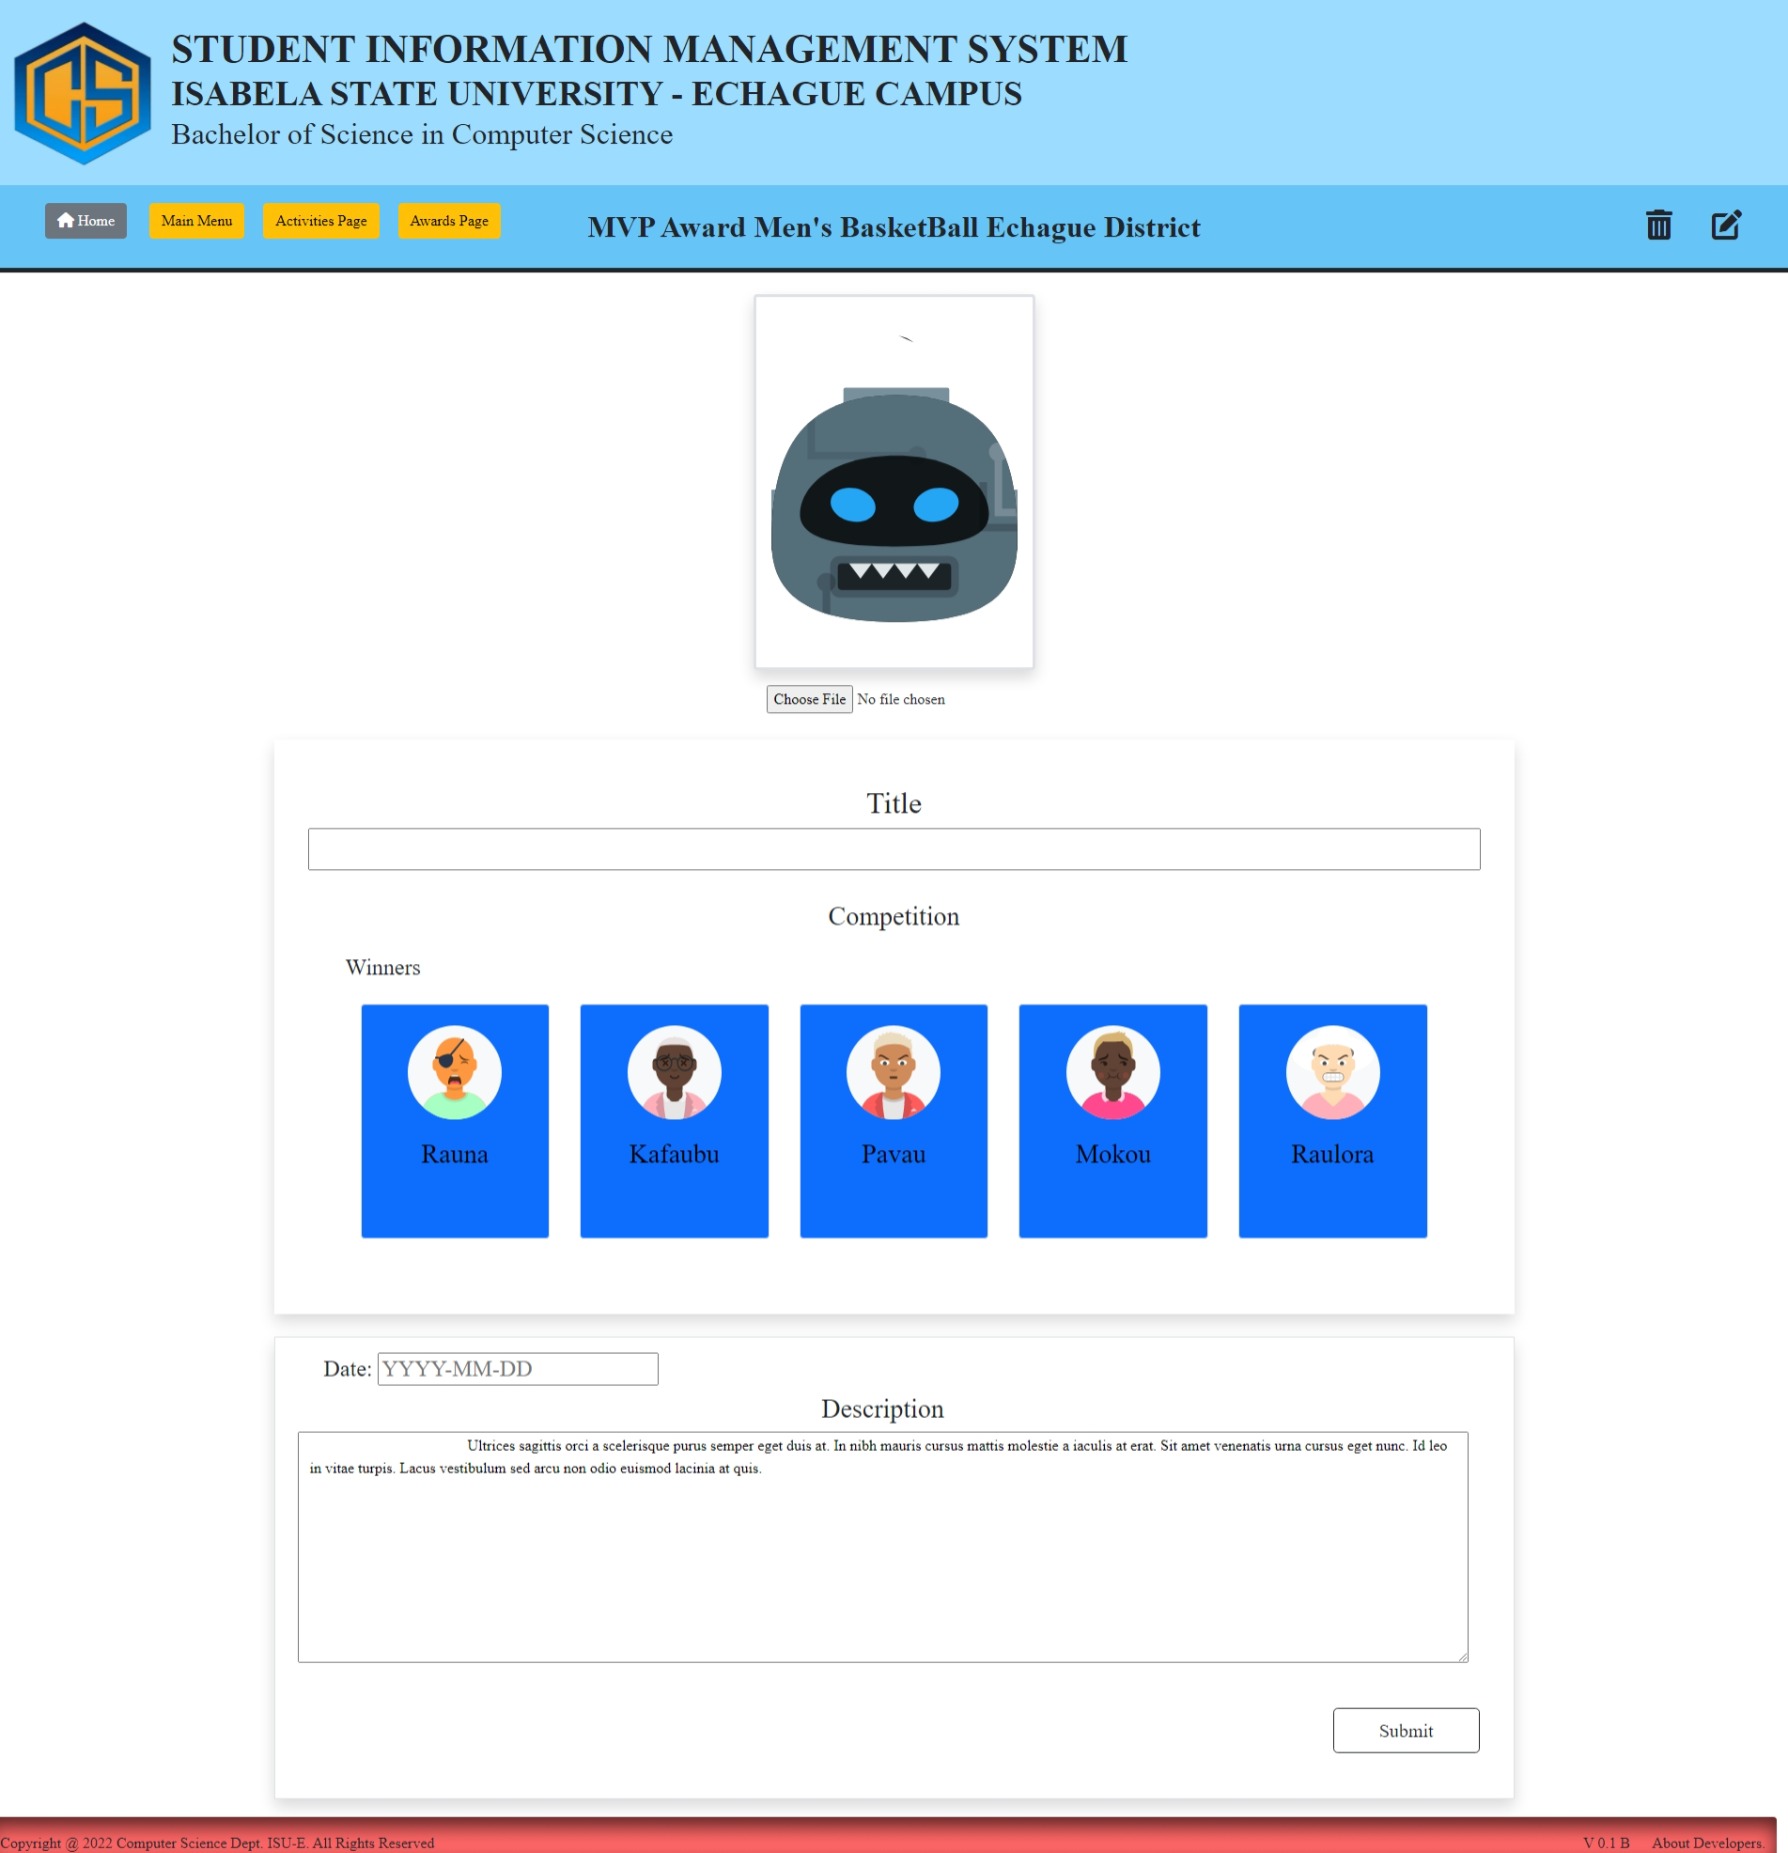 CS
STUDENT INFORMATION MANAGEMENT SYSTEM
ISABELA STATE UNIVERSITY - ECHAGUE CAMPUS
Bachelor of Science in Computer Science
Home Main Menu Activities Page Awards Page MVP Award Men's BasketBall Echague District
Choose File No file chosen
Title
Competition
Winners
Rauna Kafaubu Pavau Mokou Raulora
Date: YYYY-MM-DD
Description
Ultrices sagittis orci a scelerisque purus semper eget duis at. In nibh mauris cursus mattis molestie a iaculis at erat. Sit amet venenatis urna cursus eget nunc. Id leo
in vitae turpis. Lacus vestibulum sed arcu non odio euismod lacinia at quis.
Submit
Copyright @ 2022 Computer Science Dept. ISU-E. All Rights Reserved V 0.1 B About Developers.